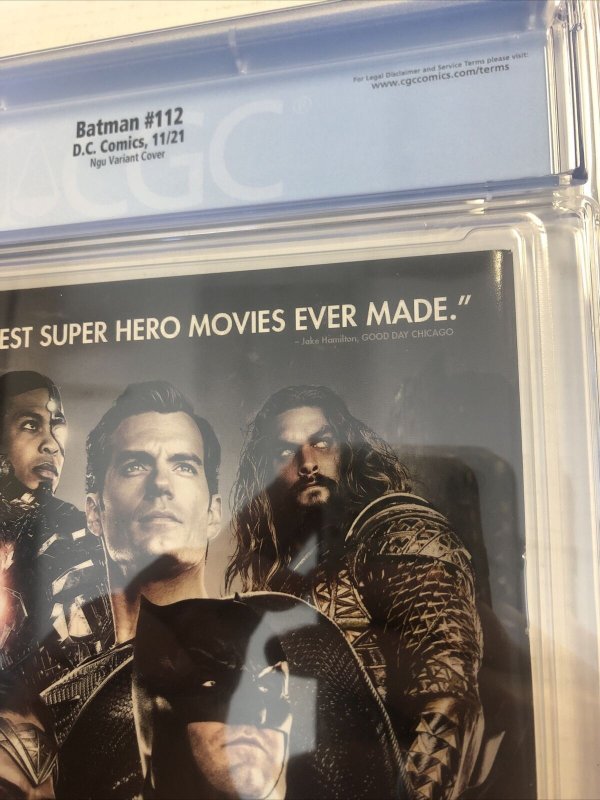 For Legal Disclaimer and Service Terms please visit:
www.cgccomics.com/terms
Batman #112
D.C. Comics, 11/21
Ngu Variant Cover
CGC
EST SUPER HERO MOVIES EVER MADE.”
– Jake Hamilton, GOOD DAY CHICAGO